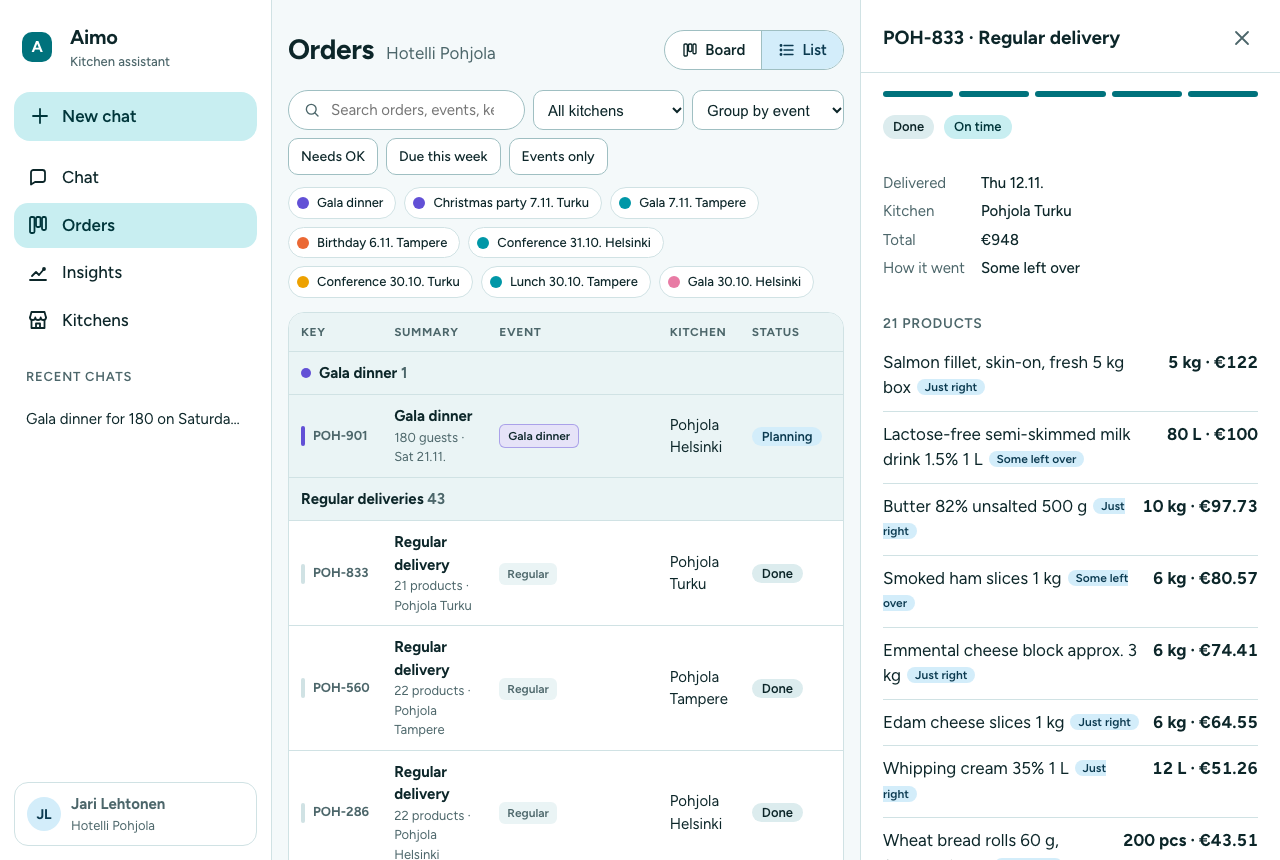 A
Aimo
Kitchen assistant
New chat
Chat
Orders
Insights
Kitchens
RECENT CHATS
Gala dinner for 180 on Saturda...
JL
Jari Lehtonen
Hotelli Pohjola
Orders
Hotelli Pohjola
Board
List
Search orders, events, ke
All kitchens
Group by event
Needs OK
Due this week
Events only
Gala dinner
Christmas party 7.11. Turku
Gala 7.11. Tampere
Birthday 6.11. Tampere
Conference 31.10. Helsinki
Conference 30.10. Turku
Lunch 30.10. Tampere
Gala 30.10. Helsinki
KEY SUMMARY EVENT KITCHEN STATUS
Gala dinner 1
POH-901
Gala dinner
180 guests ·
Sat 21.11.
Gala dinner
Pohjola
Helsinki
Planning
Regular deliveries 43
POH-833
Regular
delivery
21 products ·
Pohjola Turku
Regular
Pohjola
Turku
Done
POH-560
Regular
delivery
22 products ·
Pohjola
Tampere
Regular
Pohjola
Tampere
Done
POH-286
Regular
delivery
22 products ·
Pohjola
Helsinki
Regular
Pohjola
Helsinki
Done
POH-833 · Regular delivery
Done
On time
Delivered Thu 12.11.
Kitchen Pohjola Turku
Total €948
How it went Some left over
21 PRODUCTS
Salmon fillet, skin-on, fresh 5 kg
box Just right
5 kg · €122
Lactose-free semi-skimmed milk
drink 1.5% 1 L Some left over
80 L · €100
Butter 82% unsalted 500 g Just
right
10 kg · €97.73
Smoked ham slices 1 kg Some left
over
6 kg · €80.57
Emmental cheese block approx. 3
kg Just right
6 kg · €74.41
Edam cheese slices 1 kg Just right
6 kg · €64.55
Whipping cream 35% 1 L Just
right
12 L · €51.26
Wheat bread rolls 60 g,
200 pcs · €43.51